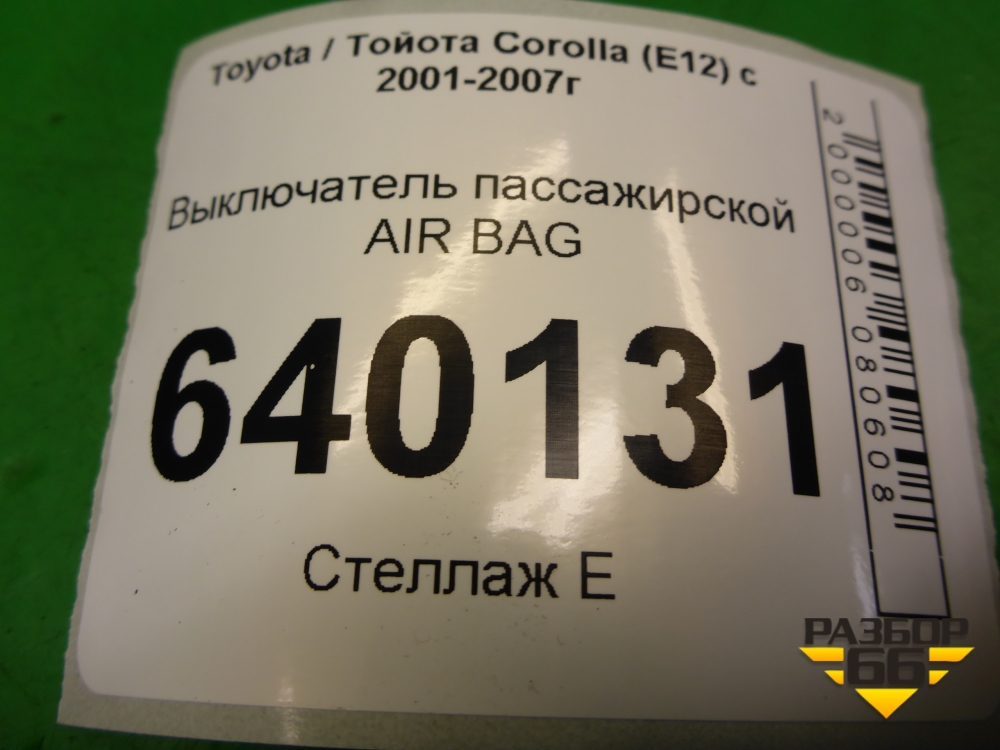 Toyota / Тойота Corolla (E12) с
2001-2007г
Выключатель пассажирской
AIR BAG
640131
Стеллаж Е
2000006080608
РАЗБОР
66